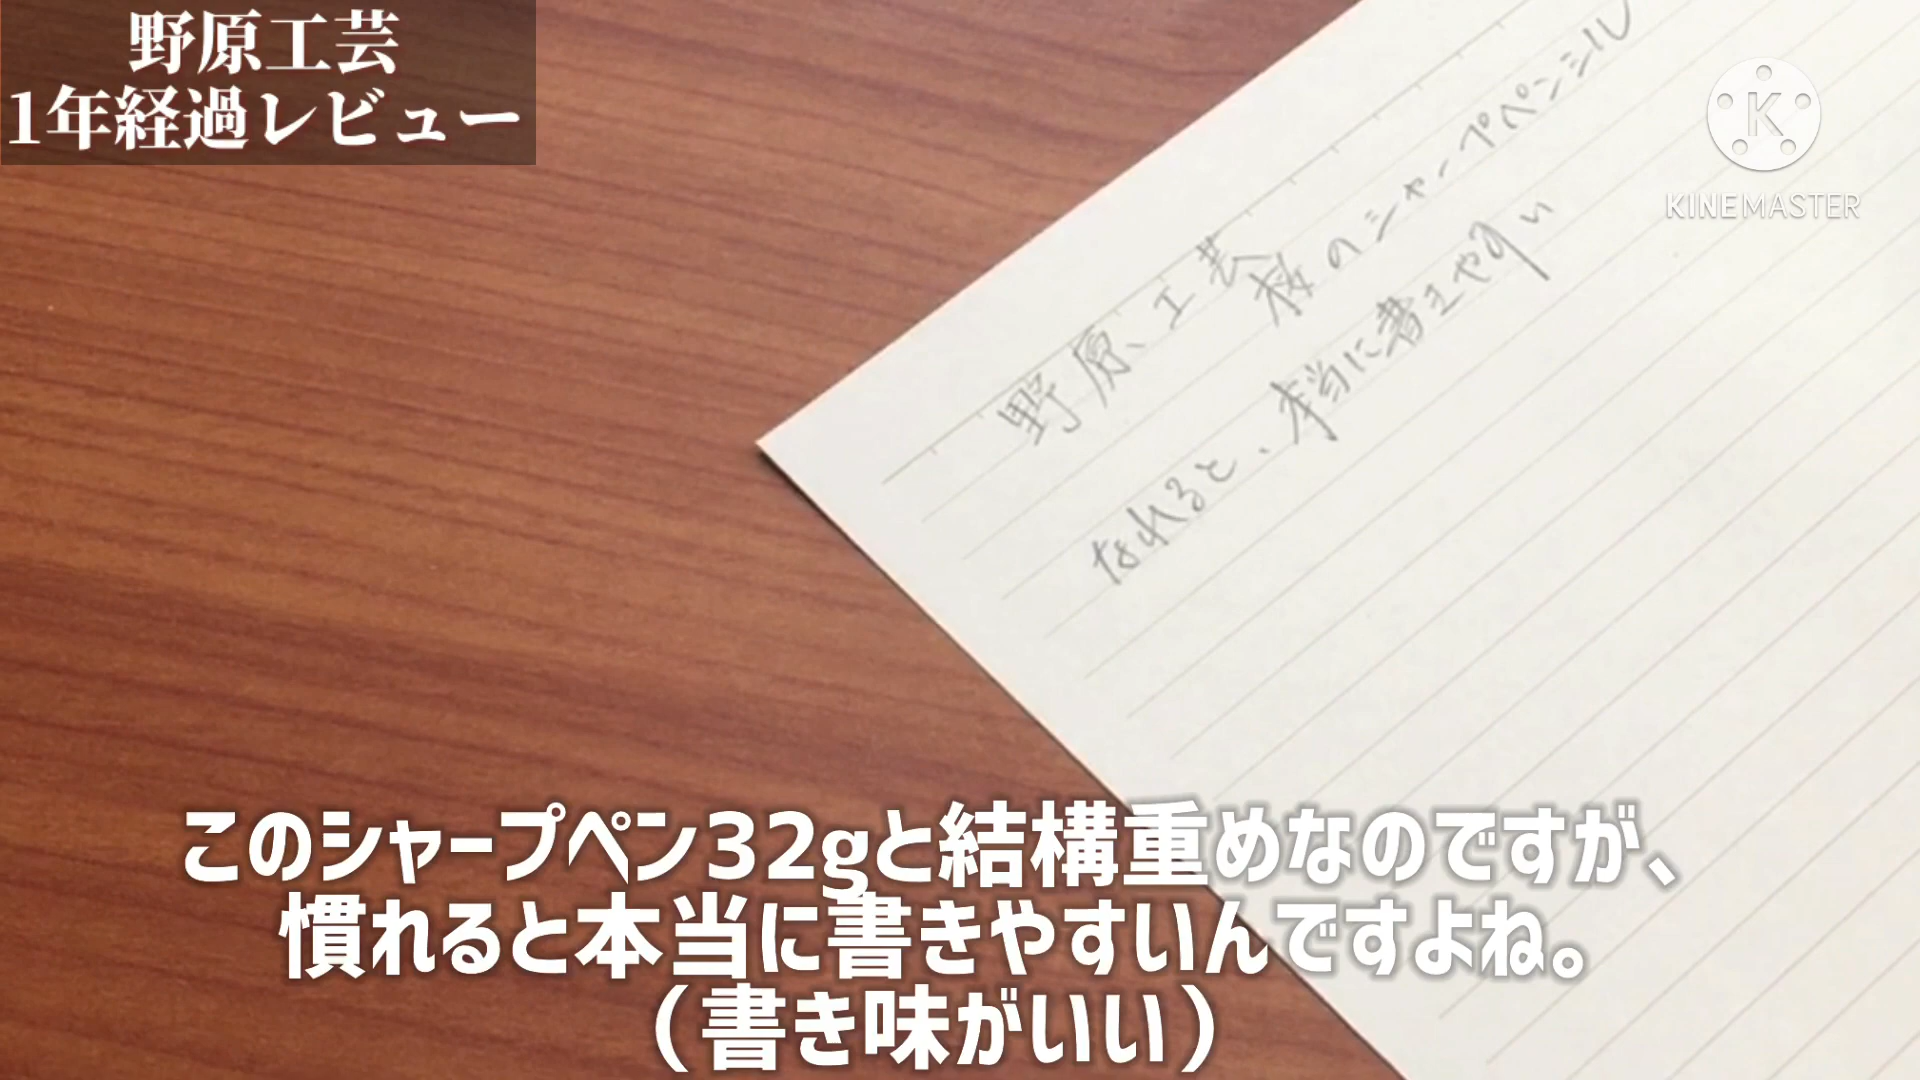 野原工芸
1年経過レビュー
KINEMASTER
野原工芸
桜のシャープペンシル
なれると、本当に書きやすい
このシャープペン32gと結構重めなのですが、
慣れると本当に書きやすいんですよね。
（書き味がいい）